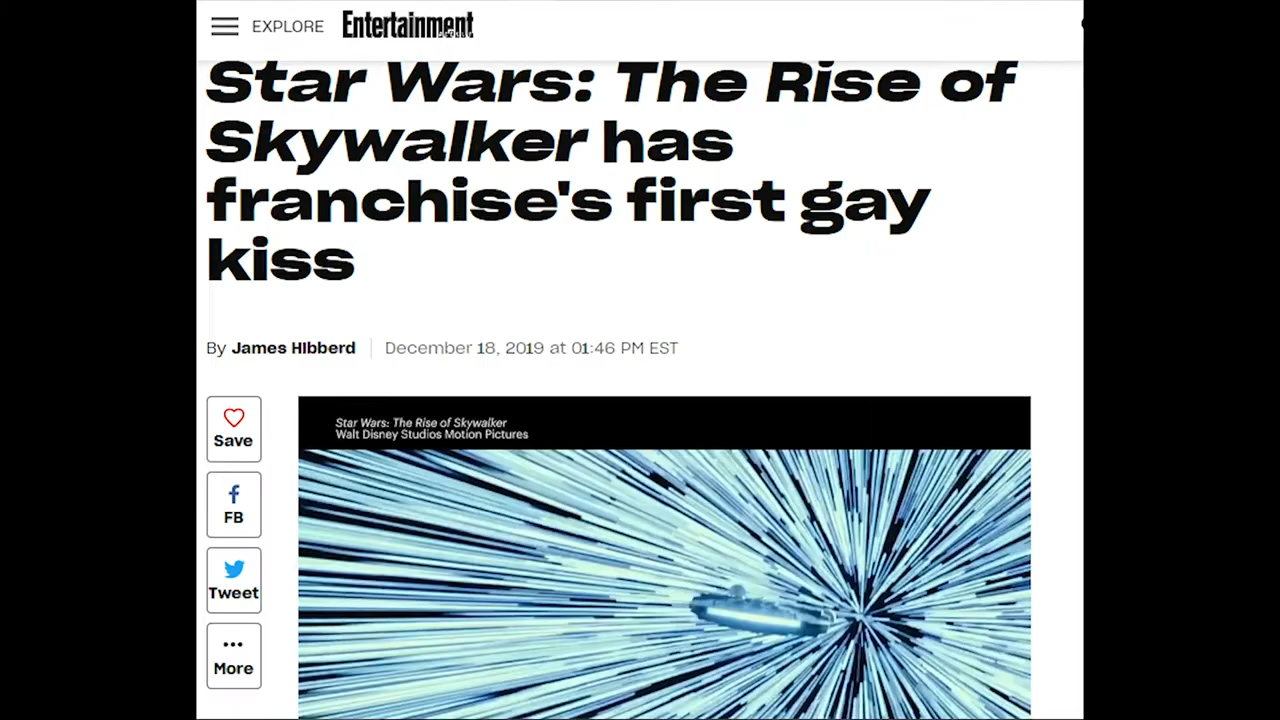 EXPLORE Entertainment
Star Wars: The Rise of
Skywalker has
franchise's first gay
kiss
By James HIbberd December 18, 2019 at 01:46 PM EST
Save
FB
Tweet
More
Star Wars: The Rise of Skywalker
Walt Disney Studios Motion Pictures